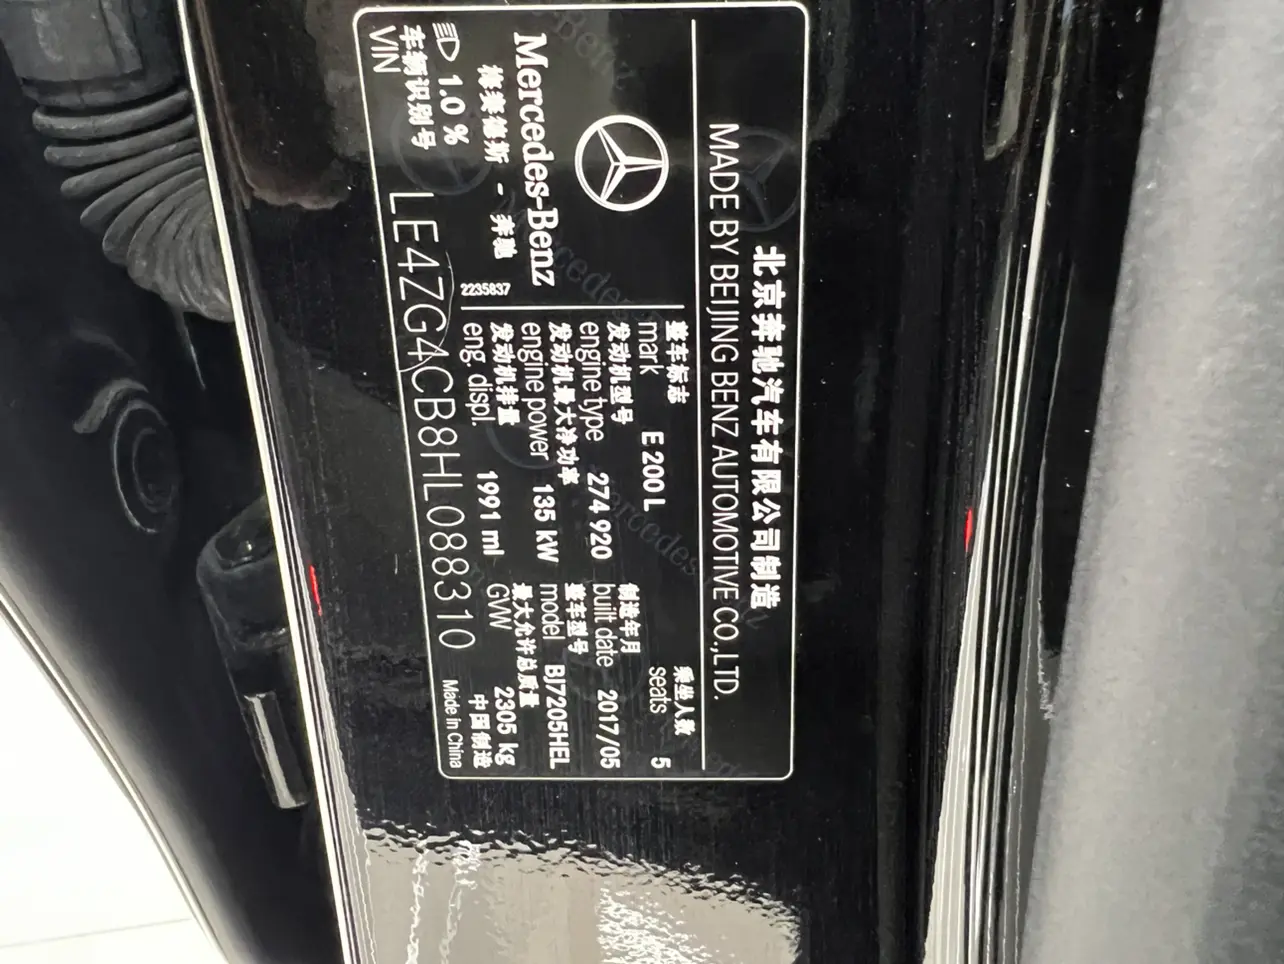 北京奔驰汽车有限公司制造
MADE BY BEIJING BENZ AUTOMOTIVE CO.,LTD.
Mercedes-Benz
梅赛德斯 - 奔驰
1.0 %
2235837
整车标志
mark E 200 L
乘坐人数
seats 5
发动机型号
engine type 274 920
制造年月
built date 2017/05
发动机最大净功率
engine power 135 kW
整车型号
model BJ7205HEL
发动机排量
eng. displ. 1991 ml
最大允许总质量
GVW 2305 kg
车辆识别号
VIN LE4ZG4CB8HL088310
中国制造
Made in China